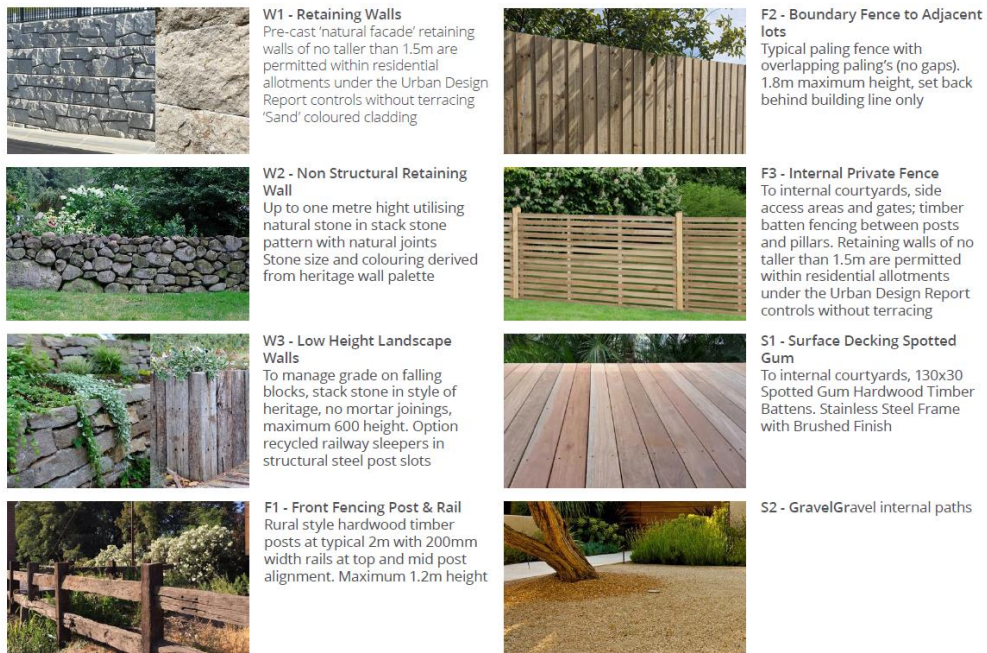 W1 - Retaining Walls
Pre-cast ‘natural facade’ retaining
walls of no taller than 1.5m are
permitted within residential
allotments under the Urban Design
Report controls without terracing
‘Sand’ coloured cladding
W2 - Non Structural Retaining
Wall
Up to one metre hight utilising
natural stone in stack stone
pattern with natural joints
Stone size and colouring derived
from heritage wall palette
W3 - Low Height Landscape
Walls
To manage grade on falling
blocks, stack stone in style of
heritage, no mortar joinings,
maximum 600 height. Option
recycled railway sleepers in
structural steel post slots
F1 - Front Fencing Post & Rail
Rural style hardwood timber
posts at typical 2m with 200mm
width rails at top and mid post
alignment. Maximum 1.2m height
F2 - Boundary Fence to Adjacent
lots
Typical paling fence with
overlapping paling’s (no gaps).
1.8m maximum height, set back
behind building line only
F3 - Internal Private Fence
To internal courtyards, side
access areas and gates; timber
batten fencing between posts
and pillars. Retaining walls of no
taller than 1.5m are permitted
within residential allotments
under the Urban Design Report
controls without terracing
S1 - Surface Decking Spotted
Gum
To internal courtyards, 130x30
Spotted Gum Hardwood Timber
Battens. Stainless Steel Frame
with Brushed Finish
S2 - GravelGravel internal paths